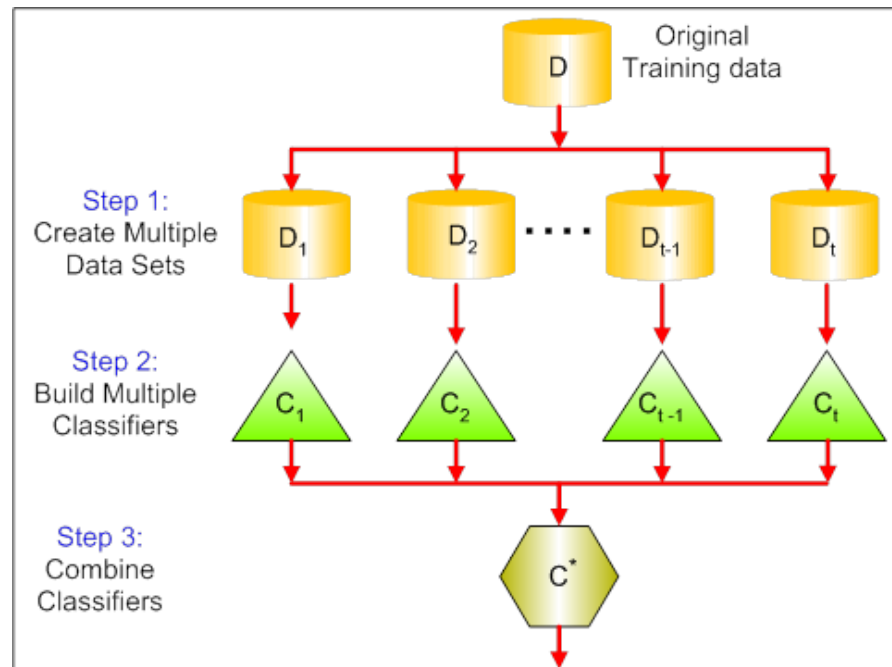 D
Original
Training data
Step 1:
Create Multiple
Data Sets
D₁
D₂
....
Dₜ₋₁
Dₜ
Step 2:
Build Multiple
Classifiers
C₁
C₂
Cₜ₋₁
Cₜ
Step 3:
Combine
Classifiers
C*